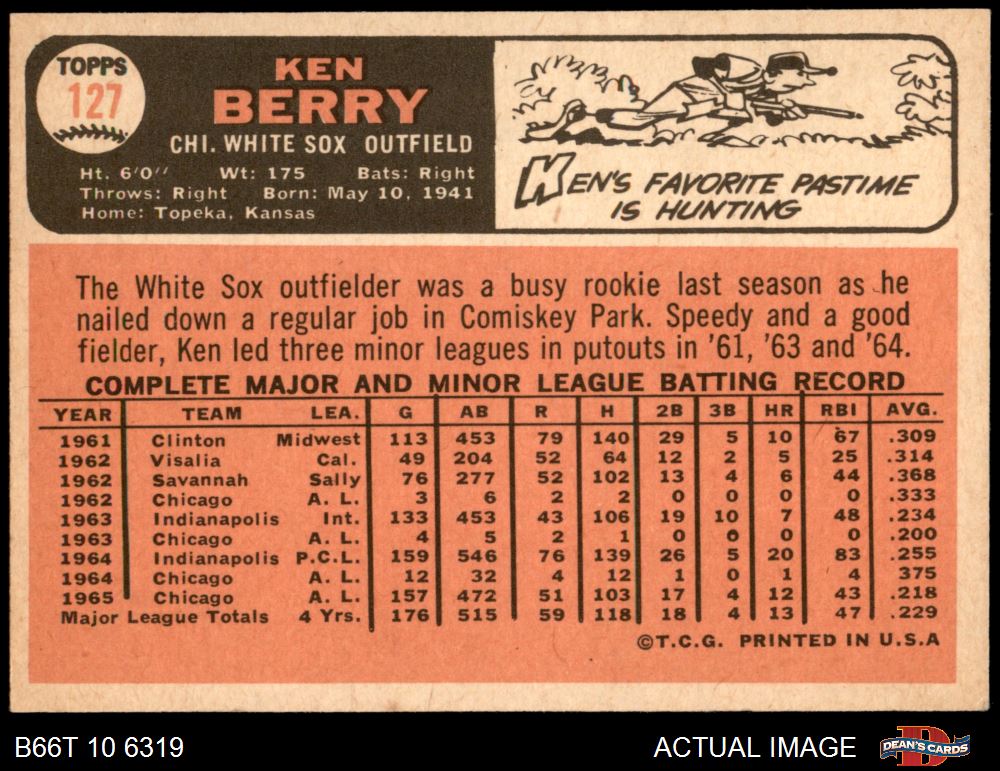 TOPPS
127
KEN
BERRY
CHI. WHITE SOX OUTFIELD
Ht. 6'0'' Wt: 175 Bats: Right
Throws: Right Born: May 10, 1941
Home: Topeka, Kansas
KEN'S FAVORITE PASTIME
IS HUNTING
The White Sox outfielder was a busy rookie last season as he
nailed down a regular job in Comiskey Park. Speedy and a good
fielder, Ken led three minor leagues in putouts in '61, '63 and '64.
COMPLETE MAJOR AND MINOR LEAGUE BATTING RECORD
YEAR TEAM LEA. G AB R H 2B 3B HR RBI AVG.
1961 Clinton Midwest 113 453 79 140 29 5 10 67 .309
1962 Visalia Cal. 49 204 52 64 12 2 5 25 .314
1962 Savannah Sally 76 277 52 102 13 4 6 44 .368
1962 Chicago A. L. 3 6 2 2 0 0 0 0 .333
1963 Indianapolis Int. 133 453 43 106 19 10 7 48 .234
1963 Chicago A. L. 4 5 2 1 0 0 0 0 .200
1964 Indianapolis P.C.L. 159 546 76 139 26 5 20 83 .255
1964 Chicago A. L. 12 32 4 12 1 0 1 4 375
1965 Chicago A. L. 157 472 51 103 17 4 12 43 .218
Major League Totals 4 Yrs. 176 515 59 118 18 4 13 47 .229
©T.C.G. PRINTED IN U.S.A
B66T 10 6319
ACTUAL IMAGE
DEAN'S CARDS